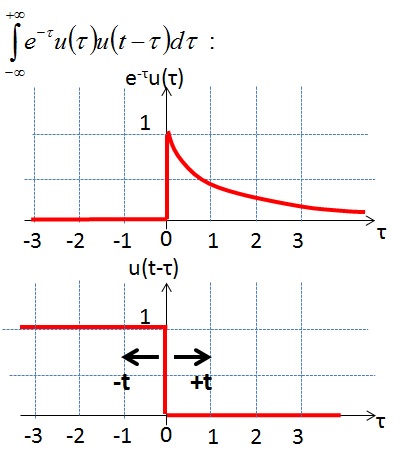 +∞
∫ e^{-τ} u(τ)u(t−τ)dτ :
−∞
e^{-τ}u(τ)
1
-3 -2 -1 0 1 2 3 τ
u(t-τ)
1
-t +t
-3 -2 -1 0 1 2 3 τ